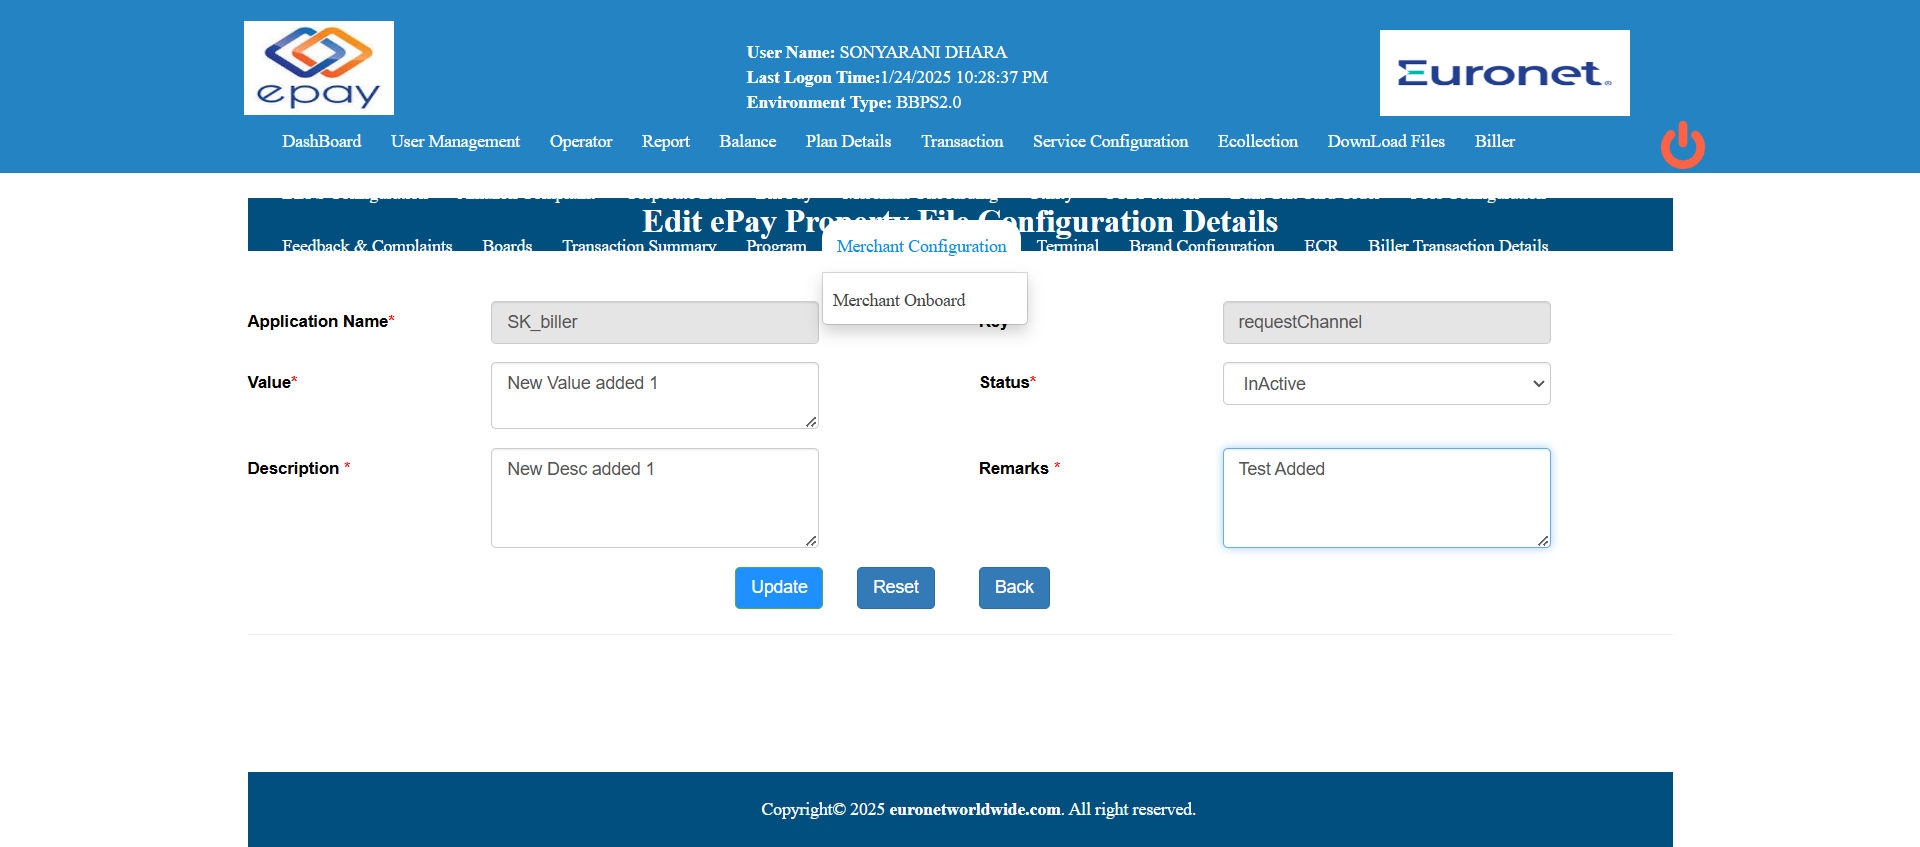 epay
User Name: SONYARANI DHARA
Last Logon Time:1/24/2025 10:28:37 PM
Environment Type: BBPS2.0
Euronet®
DashBoard User Management Operator Report Balance Plan Details Transaction Service Configuration Ecollection DownLoad Files Biller
Edit ePay Property File Configuration Details
Feedback & Complaints Boards Transaction Summary Program Merchant Configuration Terminal Brand Configuration ECR Biller Transaction Details
Merchant Onboard
Application Name* SK_biller Key requestChannel
Value* New Value added 1 Status* InActive
Description * New Desc added 1 Remarks * Test Added
Update Reset Back
Copyright© 2025 euronetworldwide.com. All right reserved.